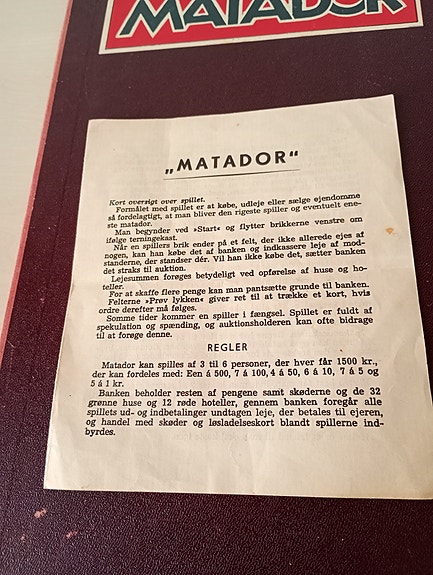 MATADOR
„MATADOR“
Kort oversigt over spillet.
Formålet med spillet er at købe, udleje eller sælge ejendomme
så fordelagtigt, at man bliver den rigeste spiller og eventuelt ene-
ste matador.
Man begynder ved »Start« og flytter brikkerne venstre om
ifølge terningekast.
Når en spillers brik ender på et felt, der ikke allerede ejes af
nogen, kan han købe det af banken og indkassere leje af mod-
standerne, der standser dér. Vil han ikke købe det, sætter banken
det straks til auktion.
Lejesummen forøges betydeligt ved opførelse af huse og ho-
teller.
For at skaffe flere penge kan man pantsætte grunde til banken.
Felterne »Prøv lykken« giver ret til at trække et kort, hvis
ordre derefter må følges.
Somme tider kommer en spiller i fængsel. Spillet er fuldt af
spekulation og spænding, og auktionsholderen kan ofte bidrage
til at forøge denne.
REGLER
Matador kan spilles af 3 til 6 personer, der hver får 1500 kr.,
der kan fordeles med: Een á 500, 7 á 100, 4 á 50, 6 á 10, 7 á 5 og
5 á 1 kr.
Banken beholder resten af pengene samt skøderne og de 32
grønne huse og 12 røde hoteller, gennem banken foregår alle
spillets ud- og indbetalinger undtagen leje, der betales til ejeren,
og handel med skøder og løsladelseskort blandt spillerne ind-
byrdes.